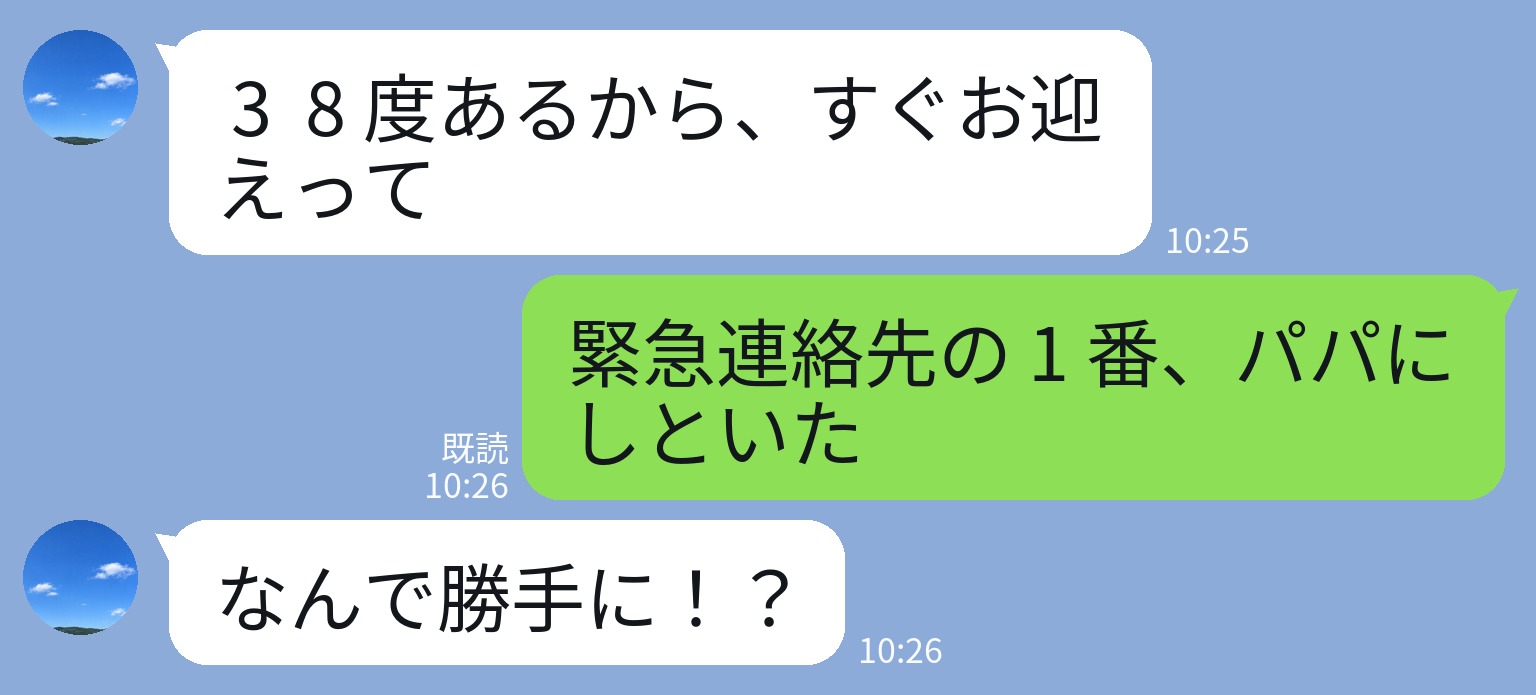 ３８度あるから、すぐお迎
えって
10:25
緊急連絡先の１番、パパに
しといた
既読
10:26
なんで勝手に！？
10:26